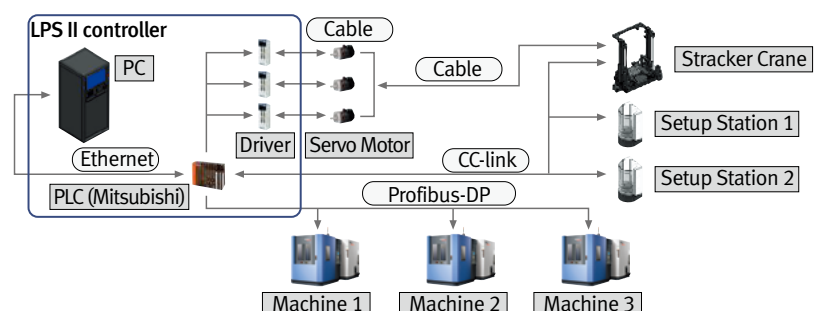 LPS II controller
PC
Cable
Cable
Stracker Crane
Setup Station 1
Driver
Servo Motor
Ethernet
CC-link
Setup Station 2
PLC (Mitsubishi)
Profibus-DP
Machine 1
Machine 2
Machine 3